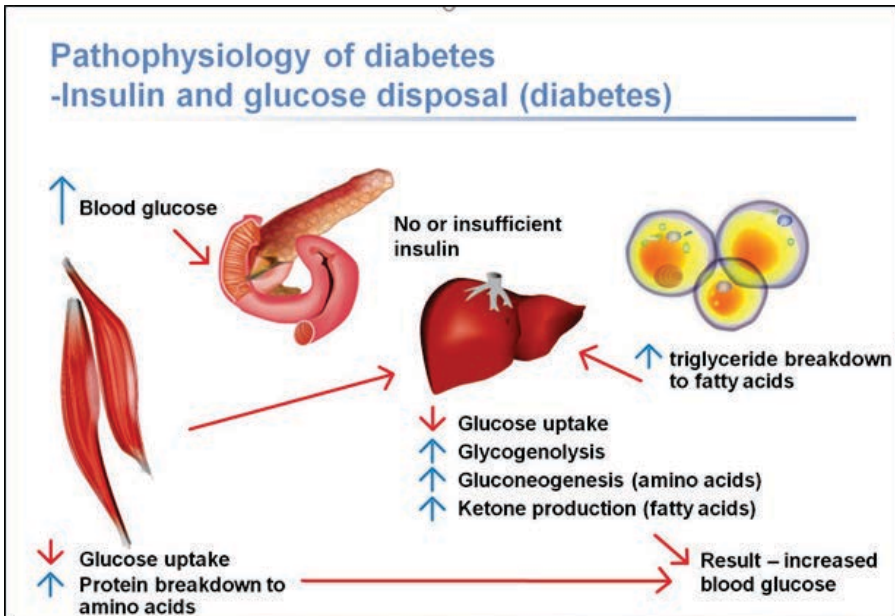 Pathophysiology of diabetes
-Insulin and glucose disposal (diabetes)
Blood glucose
No or insufficient
insulin
triglyceride breakdown
to fatty acids
Glucose uptake
Glycogenolysis
Gluconeogenesis (amino acids)
Ketone production (fatty acids)
Glucose uptake
Protein breakdown to
amino acids
Result – increased
blood glucose